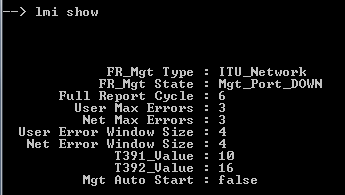 --> lmi show
FR_Mgt Type : ITU_Network
FR_Mgt State : Mgt_Port_DOWN
Full Report Cycle : 6
User Max Errors : 3
Net Max Errors : 3
User Error Window Size : 4
Net Error Window Size : 4
T391_Value : 10
T392_Value : 16
Mgt Auto Start : false